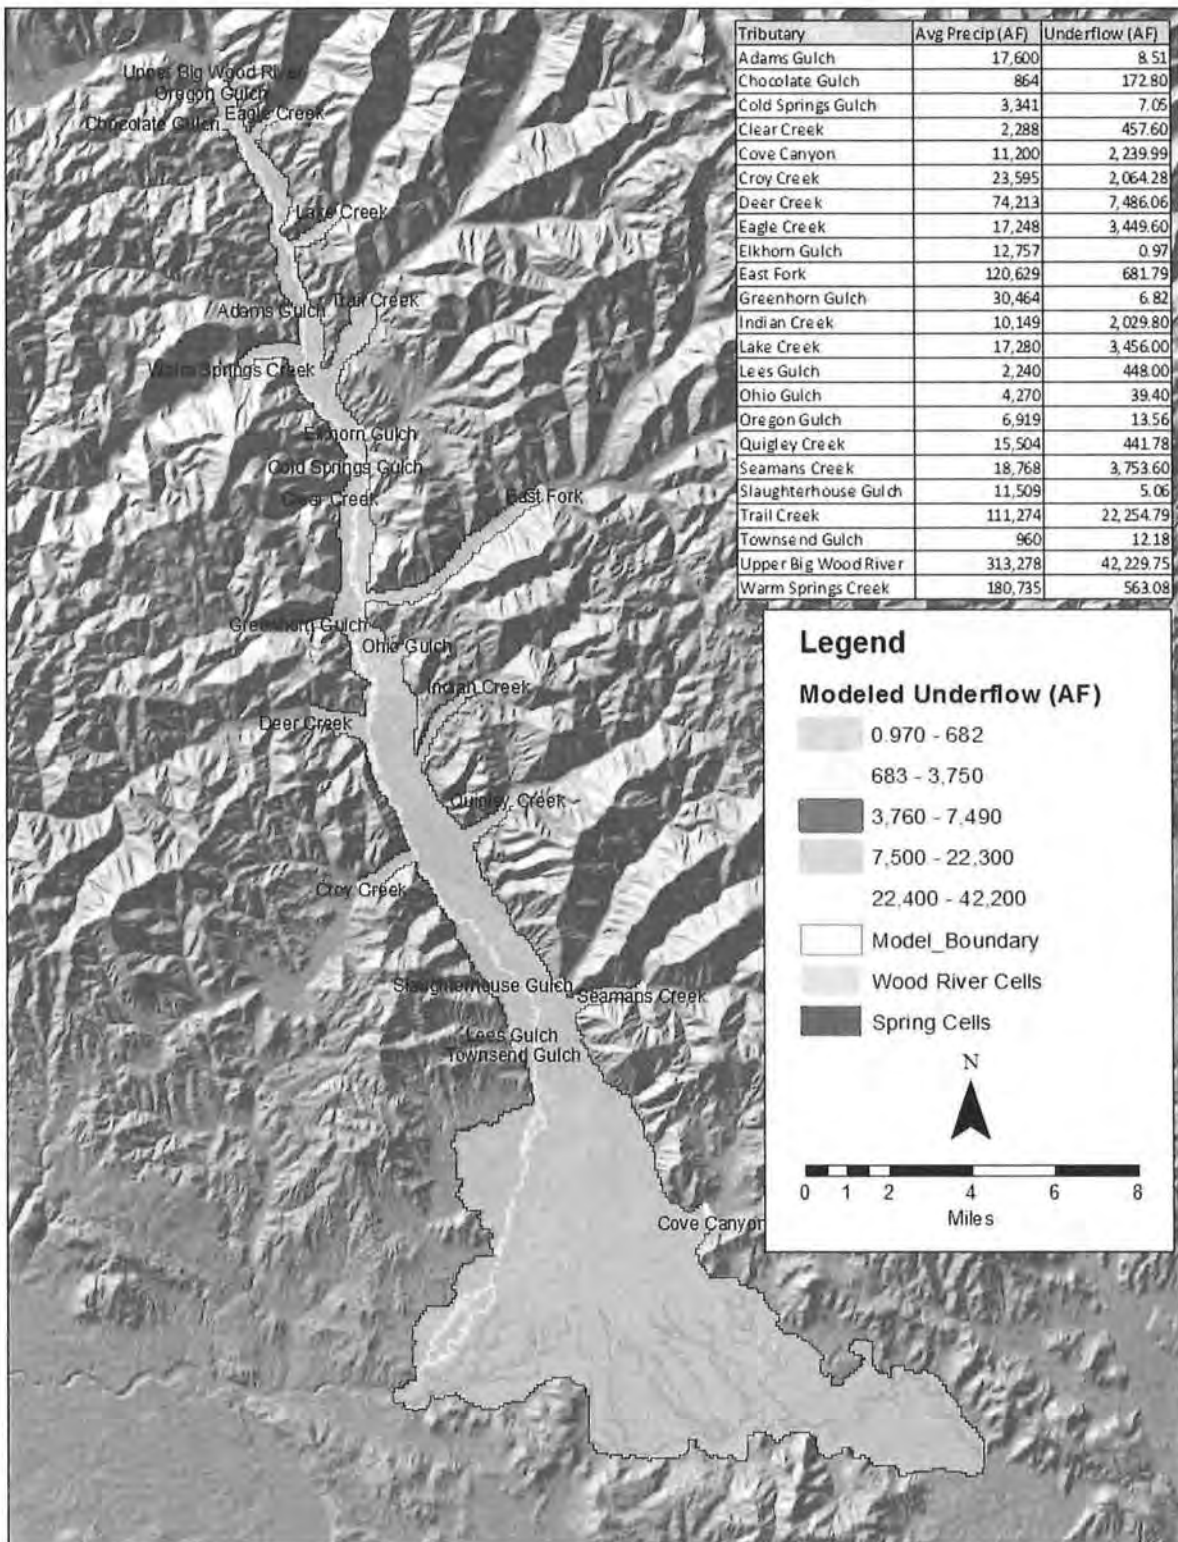 Tributary Avg Precip (AF) Underflow (AF)
Adams Gulch 17,600 8.51
Chocolate Gulch 864 172.80
Cold Springs Gulch 3,341 7.05
Clear Creek 2,288 457.60
Cove Canyon 11,200 2,239.99
Croy Creek 23,595 2,064.28
Deer Creek 74,213 7,486.06
Eagle Creek 17,248 3,449.60
Elkhorn Gulch 12,757 0.97
East Fork 120,629 681.79
Greenhorn Gulch 30,464 6.82
Indian Creek 10,149 2,029.80
Lake Creek 17,280 3,456.00
Lees Gulch 2,240 448.00
Ohio Gulch 4,270 39.40
Oregon Gulch 6,919 13.56
Quigley Creek 15,504 441.78
Seamans Creek 18,768 3,753.60
Slaughterhouse Gulch 11,509 5.06
Trail Creek 111,274 22,254.79
Townsend Gulch 960 12.18
Upper Big Wood River 313,278 42,229.75
Warm Springs Creek 180,735 563.08
Upper Big Wood River
Oregon Gulch
Eagle Creek
Chocolate Gulch
Lake Creek
Trail Creek
Adams Gulch
Warm Springs Creek
Elkhorn Gulch
Cold Springs Gulch
Clear Creek
East Fork
Greenhorn Gulch
Ohio Gulch
Indian Creek
Deer Creek
Quigley Creek
Croy Creek
Slaughterhouse Gulch
Seamans Creek
Lees Gulch
Townsend Gulch
Cove Canyon
Legend
Modeled Underflow (AF)
0.970 - 682
683 - 3,750
3,760 - 7,490
7,500 - 22,300
22,400 - 42,200
Model_Boundary
Wood River Cells
Spring Cells
N
0 1 2 4 6 8
Miles